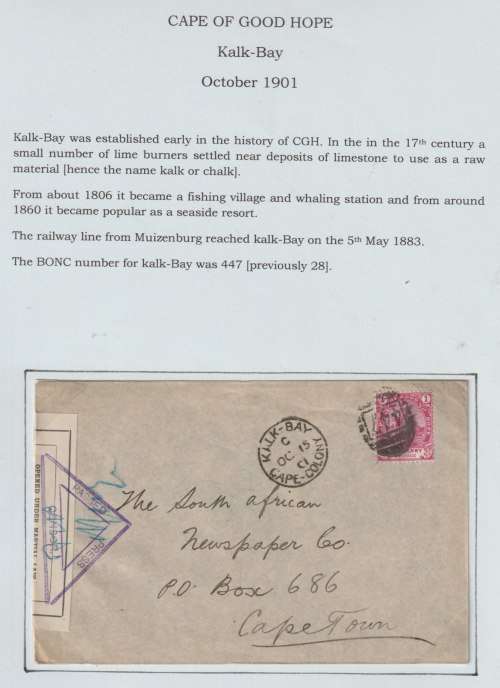 CAPE OF GOOD HOPE
Kalk-Bay
October 1901
Kalk-Bay was established early in the history of CGH. In the in the 17th century a
small number of lime burners settled near deposits of limestone to use as a raw
material [hence the name kalk or chalk].
From about 1806 it became a fishing village and whaling station and from around
1860 it became popular as a seaside resort.
The railway line from Muizenburg reached kalk-Bay on the 5th May 1883.
The BONC number for kalk-Bay was 447 [previously 28].
KALK-BAY
C
OC 15
01
CAPE-COLONY
OPENED UNDER MARTIAL LAW.
PRESS
The South African
Newspaper Co.
P.O. Box 686
Cape Town